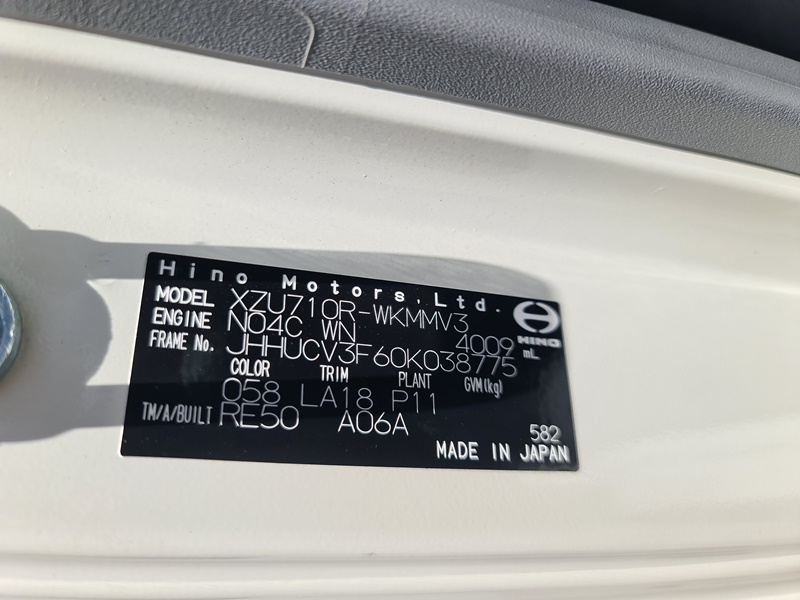 Hino Motors, Ltd.
MODEL XZU710R-WKMMV3
ENGINE N04C WN 4009 mL
HINO
FRAME No. JHHUCV3F60K038775
COLOR TRIM PLANT GVM(kg)
058 LA18 P11
TM/A/BUILT RE50 A06A 582
MADE IN JAPAN